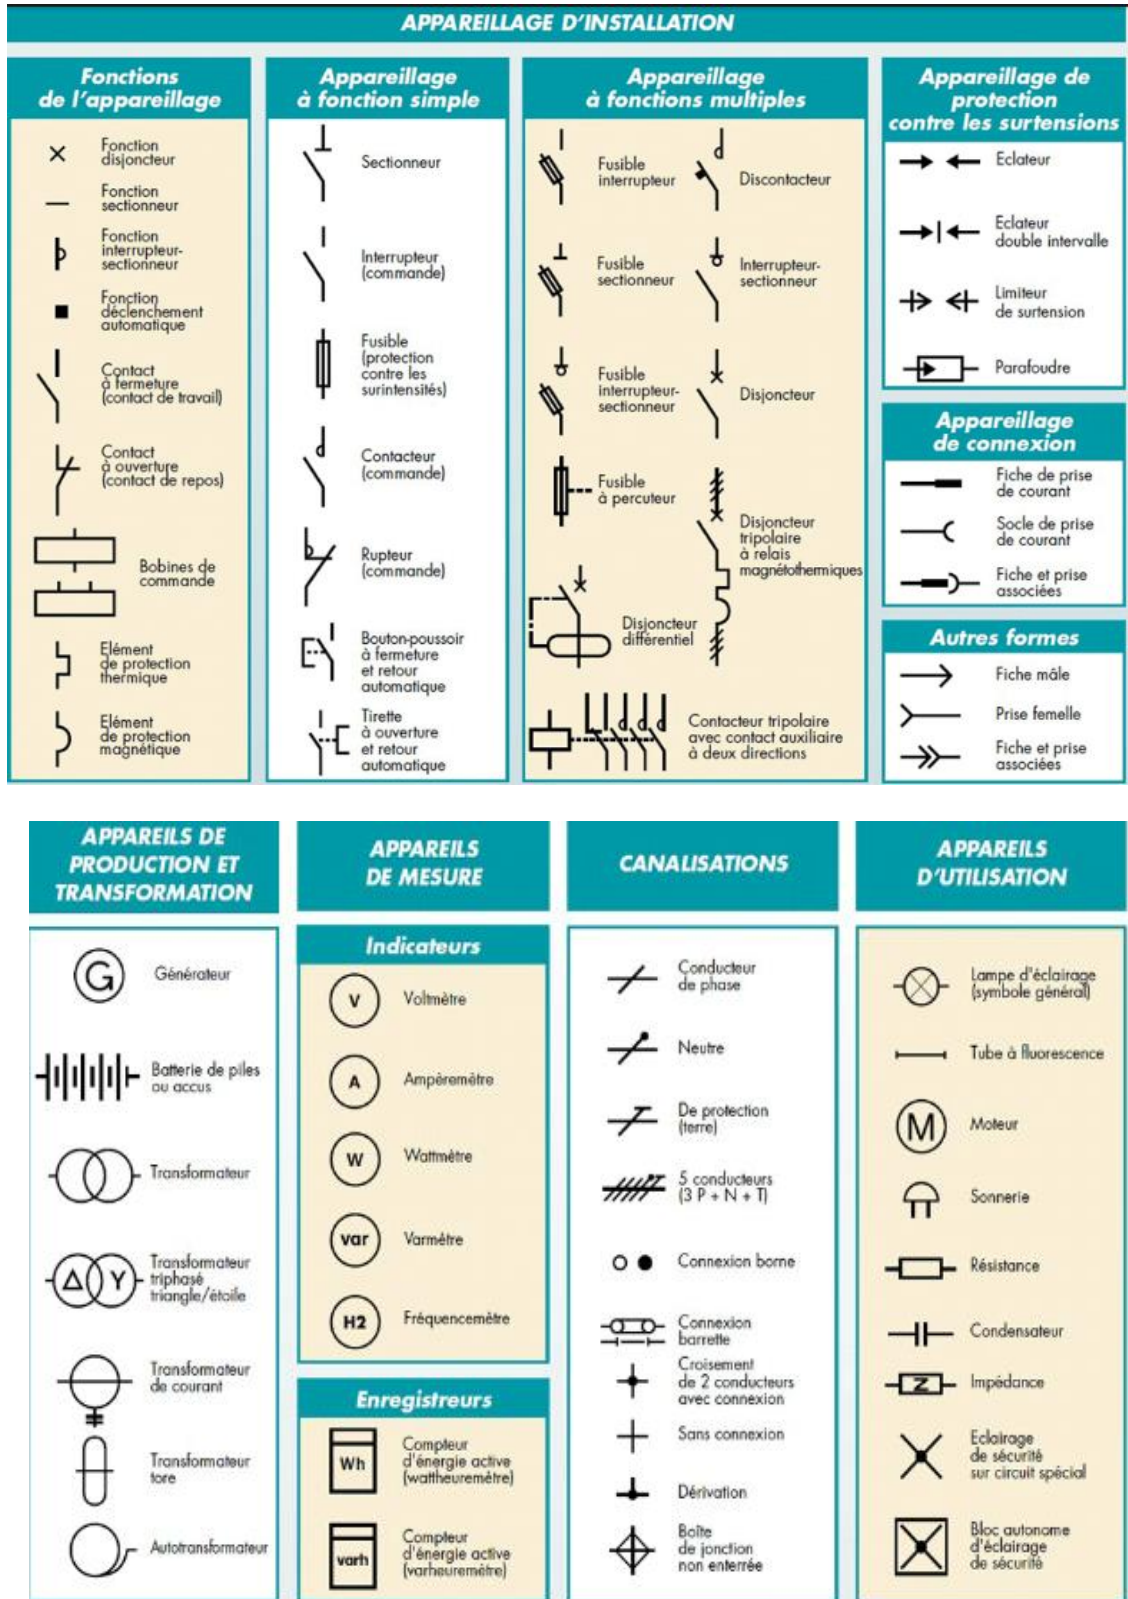 APPAREILLAGE D'INSTALLATION
Fonctions
de l'appareillage
Fonction
disjoncteur
Fonction
sectionneur
Fonction
interrupteur-
sectionneur
Fonction
déclenchement
automatique
Contact
à fermeture
(contact de travail)
Contact
à ouverture
(contact de repos)
Bobines de
commande
Elément
de protection
thermique
Elément
de protection
magnétique
Appareillage
à fonction simple
Sectionneur
Interrupteur
(commande)
Fusible
(protection
contre les
surintensités)
Contacteur
(commande)
Rupteur
(commande)
Bouton-poussoir
à fermeture
et retour
automatique
Tirette
à ouverture
et retour
automatique
Appareillage
à fonctions multiples
Fusible
interrupteur
Discontacteur
Fusible
sectionneur
Interrupteur-
sectionneur
Fusible
interrupteur-
sectionneur
Disjoncteur
Fusible
à percuteur
Disjoncteur
tripolaire
à relais
magnétothermiques
Disjoncteur
différentiel
Contacteur tripolaire
avec contact auxiliaire
à deux directions
Appareillage de
protection
contre les surtensions
Eclateur
Eclateur
double intervalle
Limiteur
de surtension
Parafoudre
Appareillage
de connexion
Fiche de prise
de courant
Socle de prise
de courant
Fiche et prise
associées
Autres formes
Fiche mâle
Prise femelle
Fiche et prise
associées
APPAREILS DE
PRODUCTION ET
TRANSFORMATION
G
Générateur
Batterie de piles
ou accus
Transformateur
Δ Y
Transformateur
triphasé
triangle/étoile
Transformateur
de courant
Transformateur
tore
Autotransformateur
APPAREILS
DE MESURE
Indicateurs
V
Voltmètre
A
Ampèremètre
W
Wattmètre
var
Varmétre
H2
Fréquencemètre
Enregistreurs
Wh
Compteur
d'énergie active
(wattheuremètre)
varh
Compteur
d'énergie active
(varheuremètre)
CANALISATIONS
Conducteur
de phase
Neutre
De protection
(terre)
5 conducteurs
(3 P + N + T)
Connexion borne
Connexion
barrette
Croisement
de 2 conducteurs
avec connexion
Sans connexion
Dérivation
Boîte
de jonction
non enterrée
APPAREILS
D'UTILISATION
Lampe d'éclairage
(symbole général)
Tube à fluorescence
M
Moteur
Sonnerie
Résistance
Condensateur
Z
Impédance
Eclairage
de sécurité
sur circuit spécial
Bloc autonome
d'éclairage
de sécurité